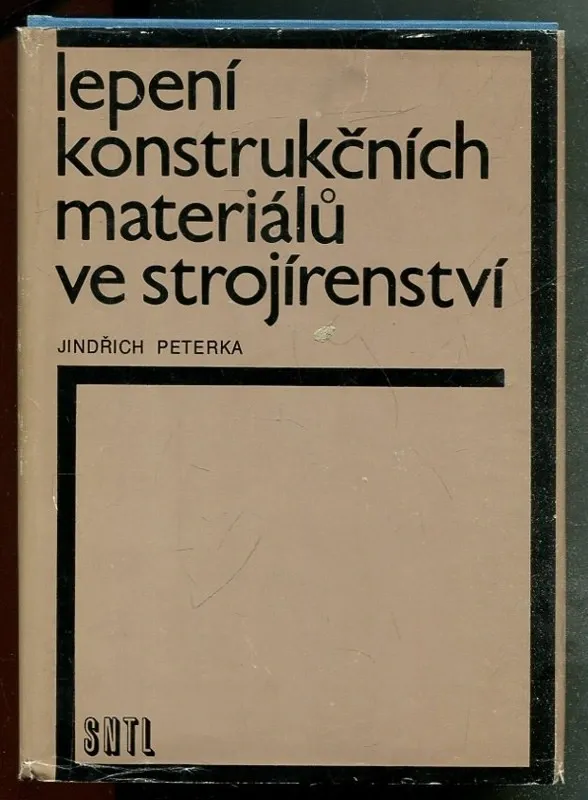 lepení
konstrukčních
materiálů
ve strojírenství
JINDŘICH PETERKA
SNTL